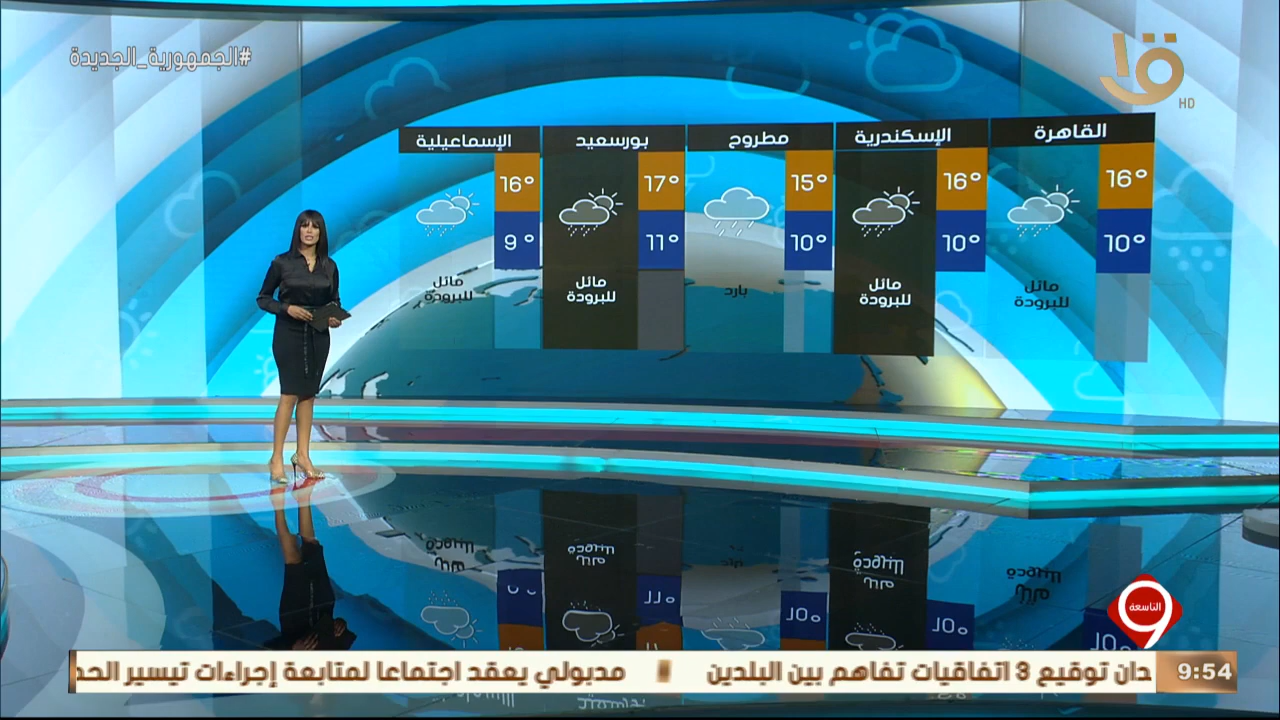 #الجمهورية_الجديدة
ق١
HD
القاهرة
16°
10°
مائل
للبرودة
الإسكندرية
16°
10°
مائل
للبرودة
مطروح
15°
10°
بارد
بورسعيد
17°
11°
مائل
للبرودة
الإسماعيلية
16°
9°
مائل
للبرودة
التاسعة
9
دان توقيع 3 اتفاقيات تفاهم بين البلدين
مدبولي يعقد اجتماعا لمتابعة إجراءات تيسير الحد
9:54